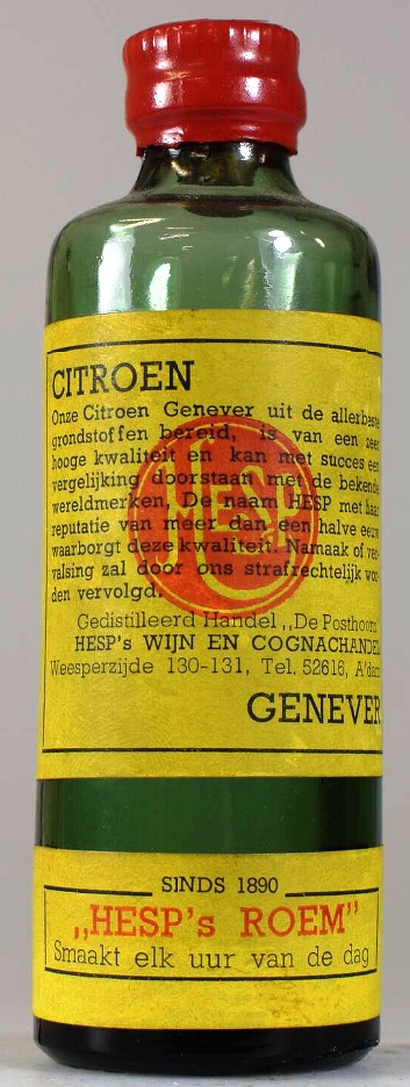 CITROEN
Onze Citroen Genever uit de allerbeste
grondstoffen bereid, is van een zeer
hooge kwaliteit en kan met succes een
vergelijking doorstaan met de bekende
wereldmerken, De naam HESP met haar
reputatie van meer dan een halve eeuw
waarborgt deze kwaliteit. Namaak of ver-
valsing zal door ons strafrechtelijk wor-
den vervolgd.
HESP
Gedistilleerd Handel „De Posthoorn"
HESP's WIJN EN COGNACHANDEL
Weesperzijde 130-131, Tel. 52616, A'dam
GENEVER
SINDS 1890
„HESP's ROEM”
Smaakt elk uur van de dag